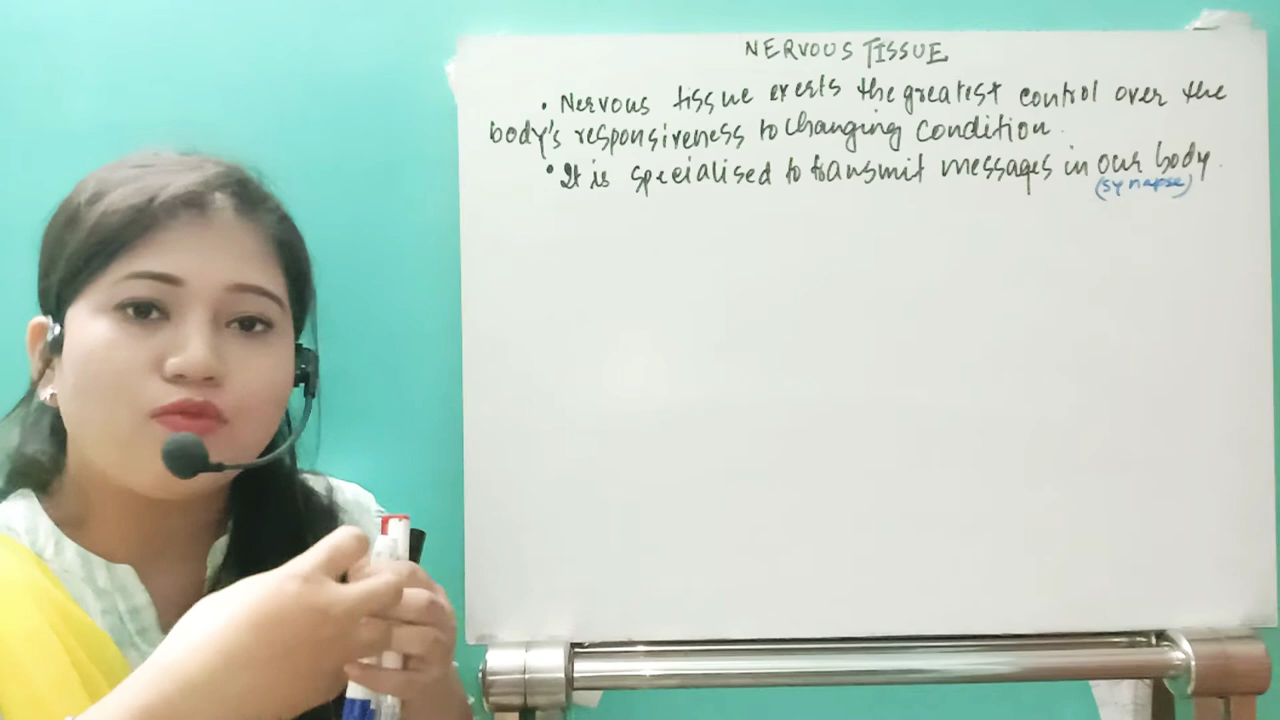 NERVOUS TISSUE
• Nervous tissue exerts the greatest control over the
body's responsiveness to changing condition.
• It is specialised to transmit messages in our body.
(synapse)